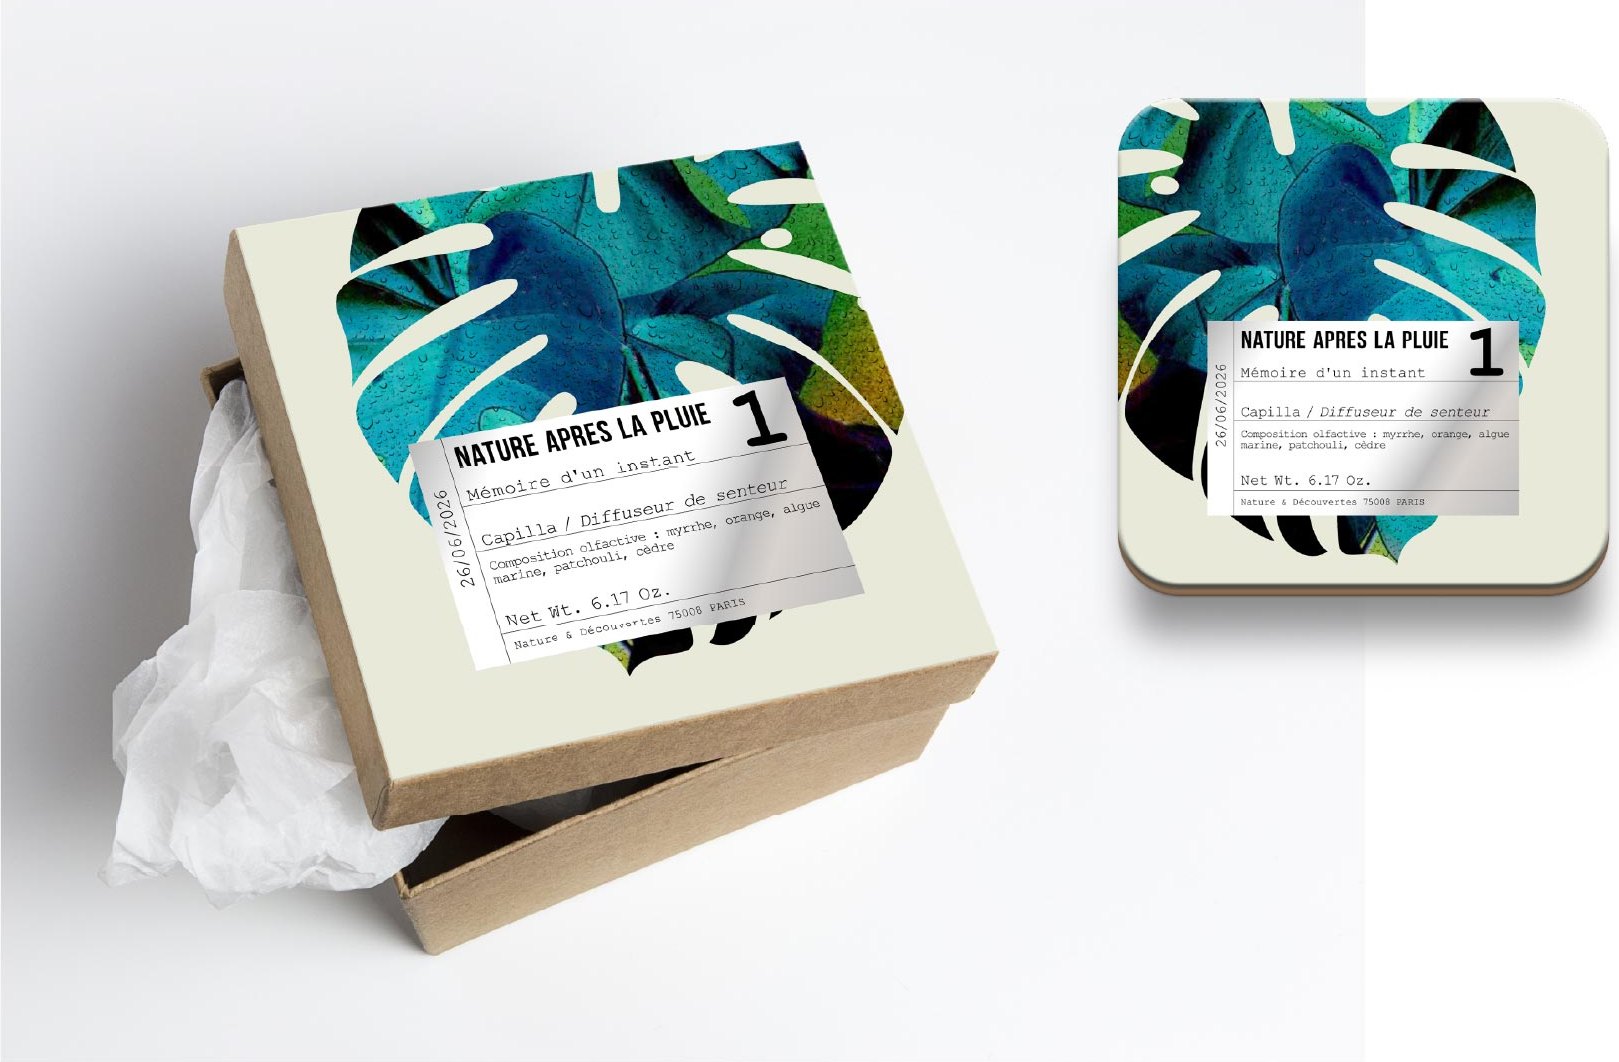 NATURE APRES LA PLUIE
1
Mémoire d'un instant
Capilla / Diffuseur de senteur
Composition olfactive : myrrhe, orange, algue
marine, patchouli, cèdre
Net Wt. 6.17 Oz.
Nature & Découvertes 75008 PARIS
26/06/2026
NATURE APRES LA PLUIE
1
Mémoire d'un instant
Capilla / Diffuseur de senteur
Composition olfactive : myrrhe, orange, algue
marine, patchouli, cèdre
Net Wt. 6.17 Oz.
Nature & Découvertes 75008 PARIS
26/06/2026